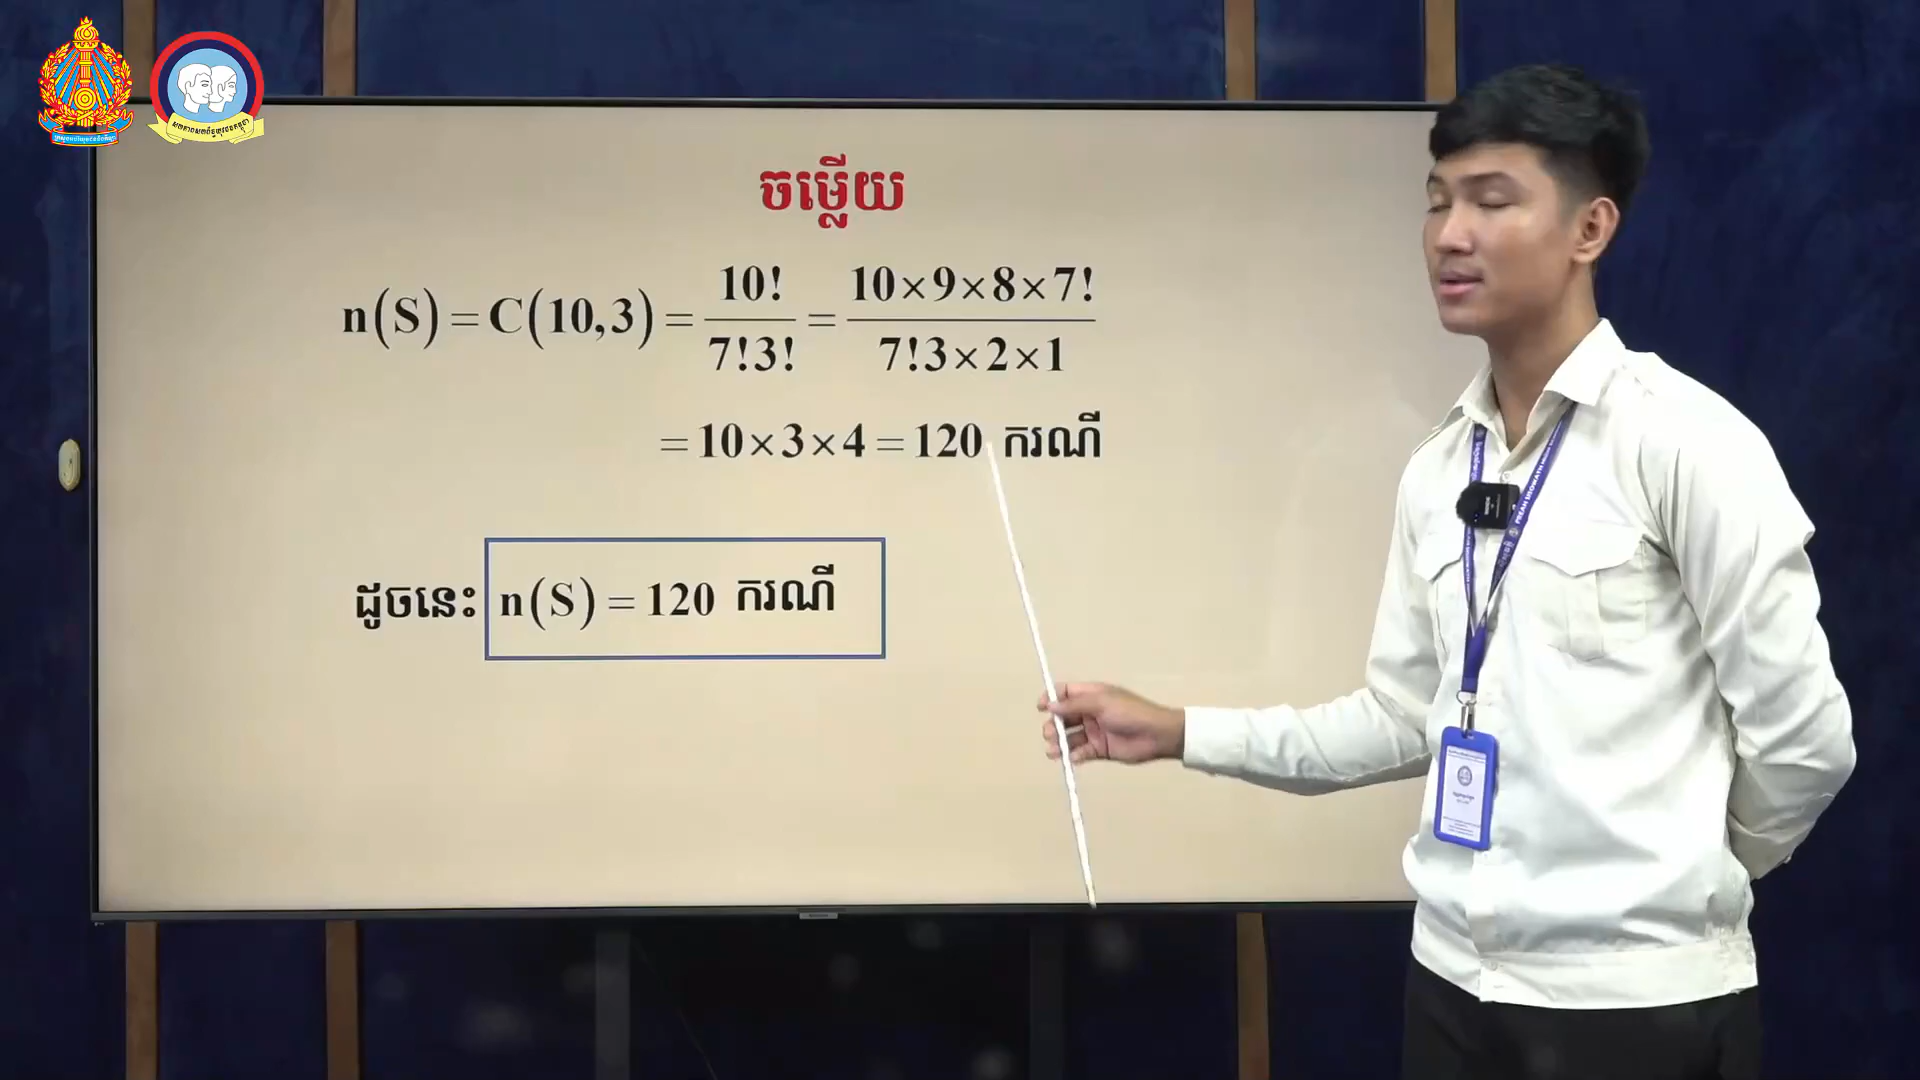 ចម្លើយ
n(S) = C(10,3) = 10!/7!3! = 10×9×8×7!/7!3×2×1
= 10×3×4 = 120 ករណី
ដូចនេះ n(S) = 120 ករណី